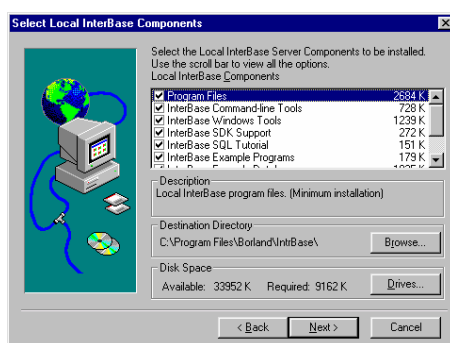 Select Local InterBase Components
Select the Local InterBase Server Components to be installed.
Use the scroll bar to view all the options.
Local InterBase Components
Program Files 2684 K
InterBase Command-line Tools 728 K
InterBase Windows Tools 1239 K
InterBase SDK Support 272 K
InterBase SQL Tutorial 151 K
InterBase Example Programs 179 K
Description
Local InterBase program files. (Minimum installation)
Destination Directory
C:\Program Files\Borland\IntrBase\
Browse...
Disk Space
Available: 33952 K Required: 9162 K
Drives...
< Back Next > Cancel